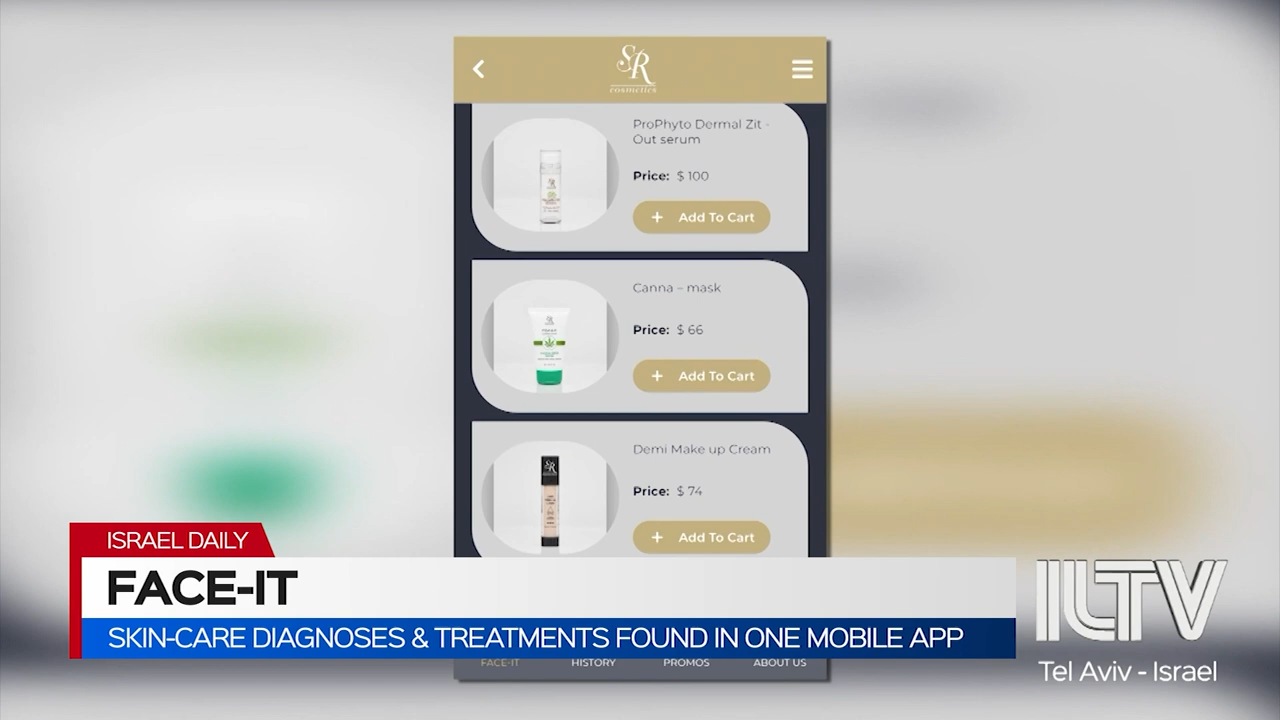 SR
cosmetics
ProPhyto Dermal Zit -
Out serum
Price: $ 100
+ Add To Cart
Canna – mask
Price: $ 66
+ Add To Cart
Demi Make up Cream
Price: $ 74
+ Add To Cart
ISRAEL DAILY
FACE-IT
SKIN-CARE DIAGNOSES & TREATMENTS FOUND IN ONE MOBILE APP
FACE-IT HISTORY PROMOS ABOUT US
ILTV
Tel Aviv - Israel